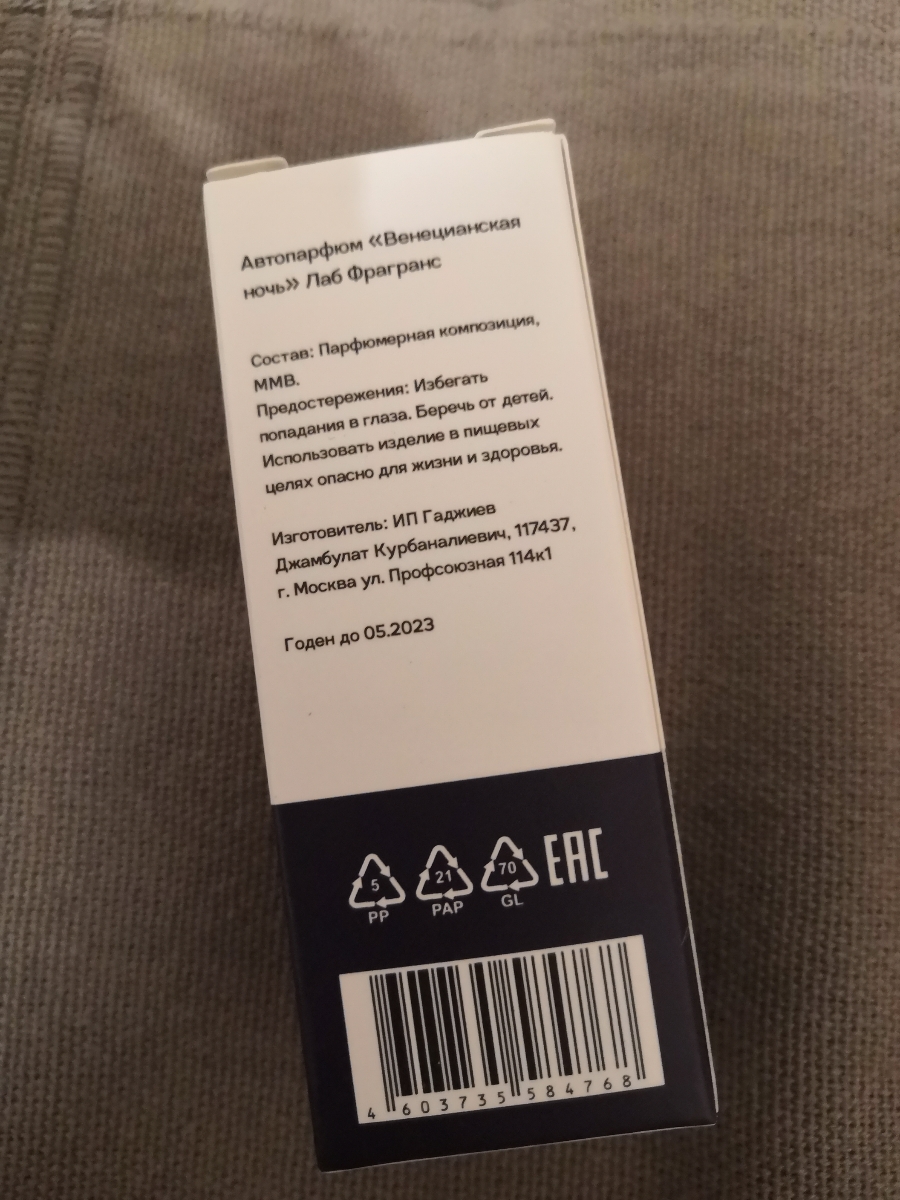 Автопарфюм «Венецианская
ночь» Лаб Фрагранс
Состав: Парфюмерная композиция,
ММВ.
Предостережения: Избегать
попадания в глаза. Беречь от детей.
Использовать изделие в пищевых
целях опасно для жизни и здоровья.
Изготовитель: ИП Гаджиев
Джамбулат Курбаналиевич, 117437,
г. Москва ул. Профсоюзная 114к1
Годен до 05.2023
5 21 70 EAC
PP PAP GL
4 603735 584768